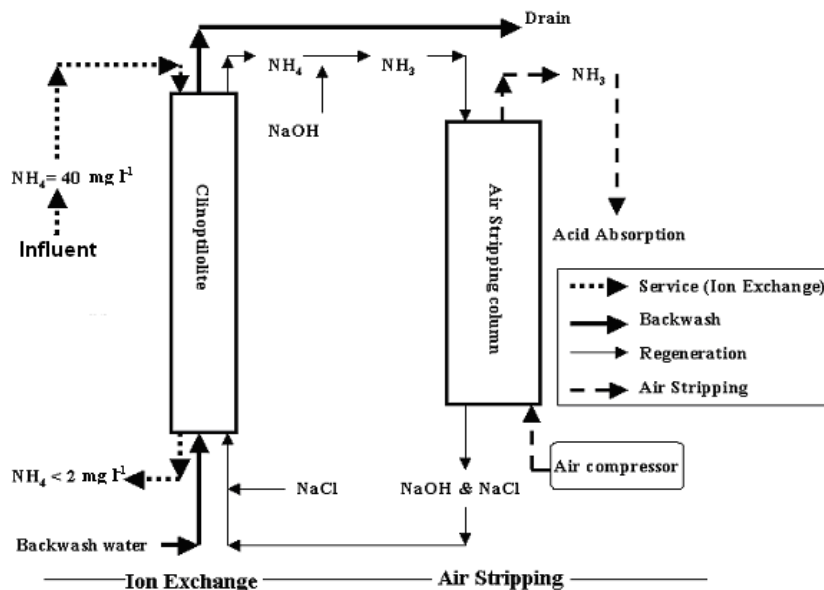 Drain
NH₄
NH₃
NH₃
NaOH
NH₄= 40 mg l⁻¹
Influent
Clinoptilolite
Air Stripping column
Acid Absorption
Service (Ion Exchange)
Backwash
Regeneration
Air Stripping
Air compressor
NH₄ < 2 mg l⁻¹
NaCl
NaOH & NaCl
Backwash water
Ion Exchange
Air Stripping